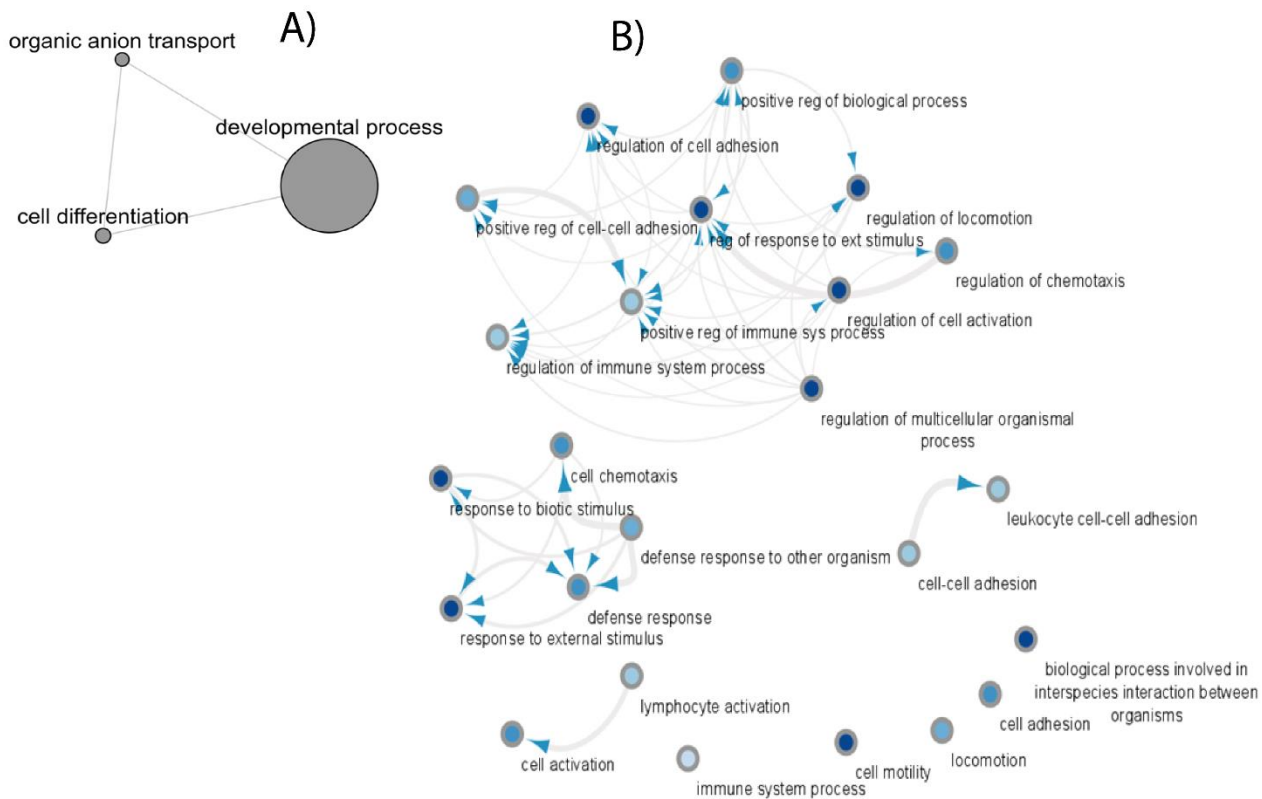 A)
organic anion transport
developmental process
cell differentiation
B)
positive reg of biological process
regulation of cell adhesion
regulation of locomotion
positive reg of cell-cell adhesion
reg of response to ext stimulus
regulation of chemotaxis
regulation of cell activation
positive reg of immune sys process
regulation of immune system process
regulation of multicellular organismal
process
cell chemotaxis
response to biotic stimulus
leukocyte cell-cell adhesion
defense response to other organism
cell-cell adhesion
defense response
response to external stimulus
biological process involved in
interspecies interaction between
organisms
lymphocyte activation
cell adhesion
cell activation
locomotion
cell motility
immune system process